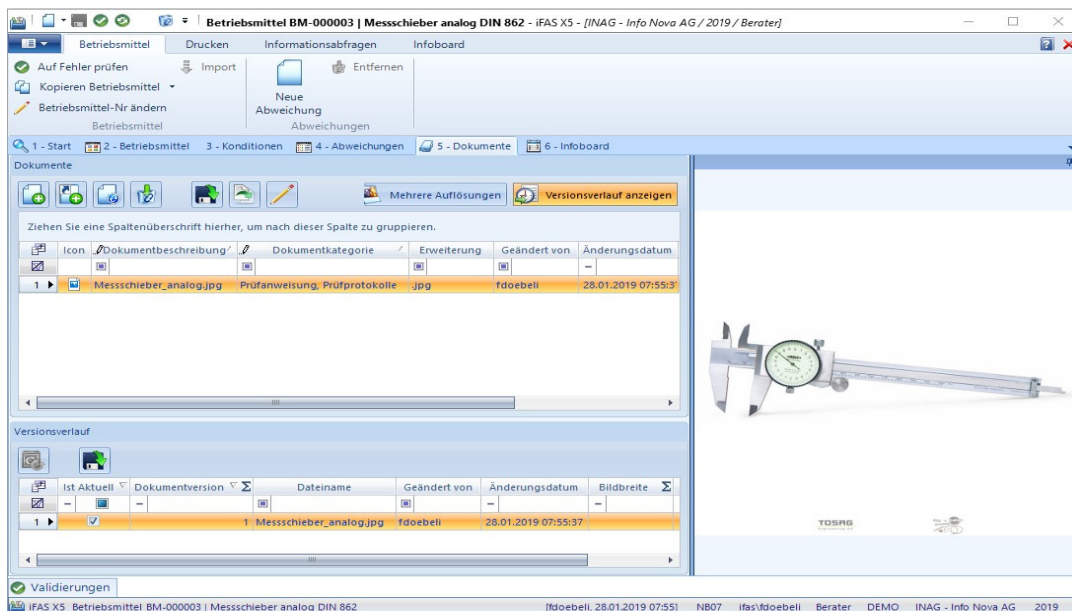 Betriebsmittel BM-000003 | Messschieber analog DIN 862 - iFAS X5 - [INAG - Info Nova AG / 2019 / Berater]
Betriebsmittel Drucken Informationsabfragen Infoboard
Auf Fehler prüfen Import Entfernen
Kopieren Betriebsmittel Neue Abweichung
Betriebsmittel-Nr ändern
Betriebsmittel Abweichungen
1 - Start 2 - Betriebsmittel 3 - Konditionen 4 - Abweichungen 5 - Dokumente 6 - Infoboard
Dokumente
Mehrere Auflösungen Versionsverlauf anzeigen
Ziehen Sie eine Spaltenüberschrift hierher, um nach dieser Spalte zu gruppieren.
Icon Dokumentbeschreibung Dokumentkategorie Erweiterung Geändert von Änderungsdatum
1 Messschieber_analog.jpg Prüfanweisung, Prüfprotokolle .jpg fdoebeli 28.01.2019 07:55:3
Versionsverlauf
Ist Aktuell Dokumentversion Σ Dateiname Geändert von Änderungsdatum Bildbreite Σ
1 1 Messschieber_analog.jpg fdoebeli 28.01.2019 07:55:37
TOSAG
Validierungen
iFAS X5 Betriebsmittel BM-000003 | Messschieber analog DIN 862 [fdoebeli, 28.01.2019 07:55] NB07 ifas\fdoebeli Berater DEMO INAG - Info Nova AG 2019